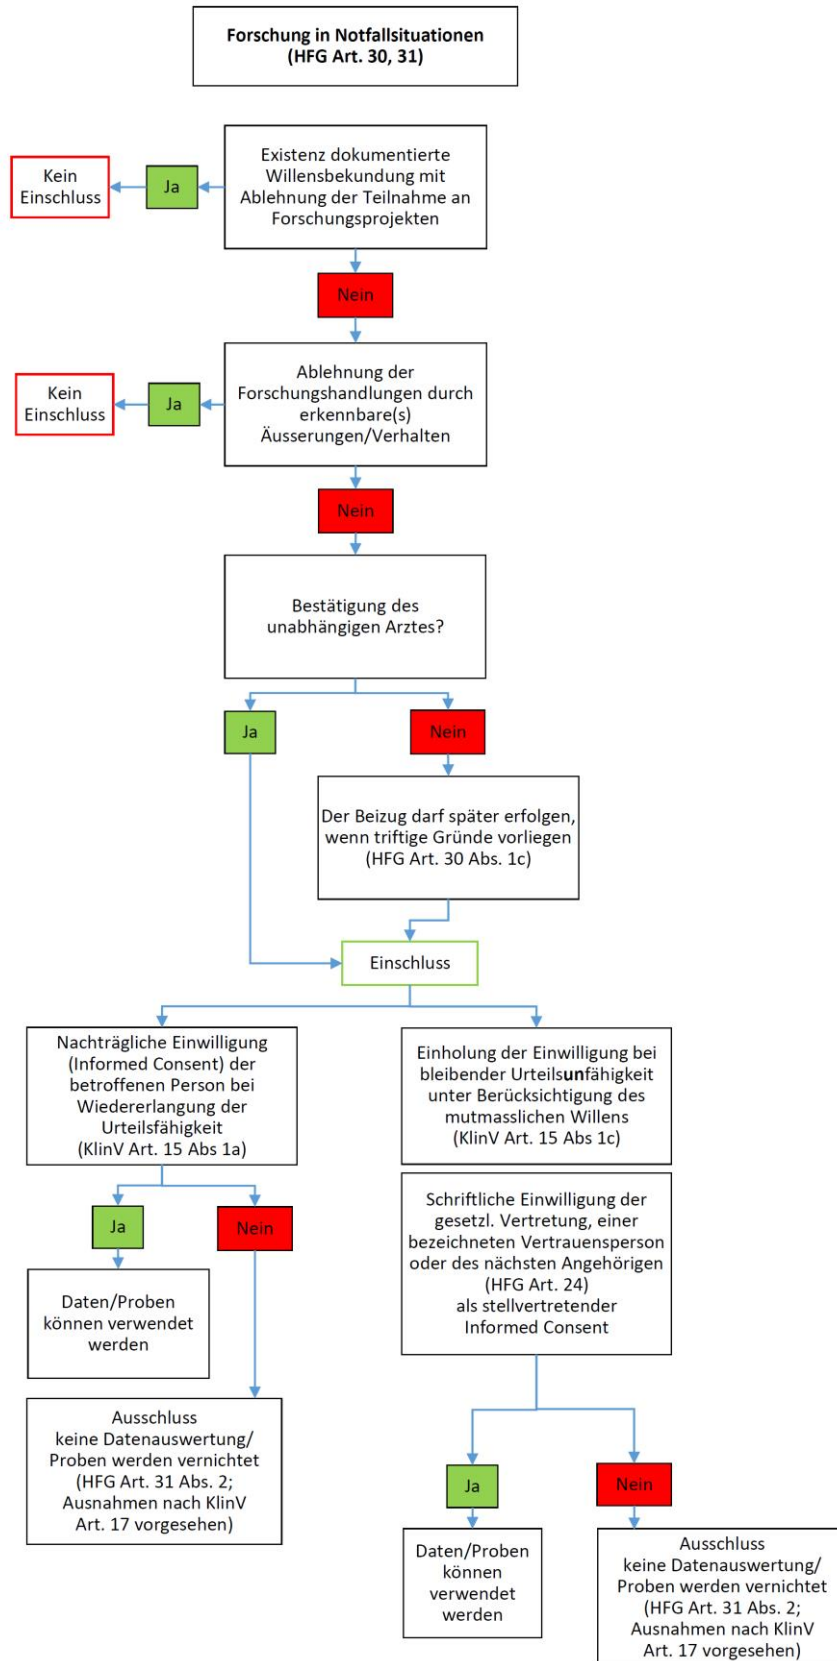 Forschung in Notfallsituationen
(HFG Art. 30, 31)
Existenz dokumentierte
Willensbekundung mit
Ablehnung der Teilnahme an
Forschungsprojekten
Ja
Kein
Einschluss
Nein
Ablehnung der
Forschungshandlungen durch
erkennbare(s)
Äusserungen/Verhalten
Ja
Kein
Einschluss
Nein
Bestätigung des
unabhängigen Arztes?
Ja
Nein
Der Beizug darf später erfolgen,
wenn triftige Gründe vorliegen
(HFG Art. 30 Abs. 1c)
Einschluss
Nachträgliche Einwilligung
(Informed Consent) der
betroffenen Person bei
Wiedererlangung der
Urteilsfähigkeit
(KlinV Art. 15 Abs 1a)
Ja
Nein
Daten/Proben
können verwendet
werden
Ausschluss
keine Datenauswertung/
Proben werden vernichtet
(HFG Art. 31 Abs. 2;
Ausnahmen nach KlinV
Art. 17 vorgesehen)
Einholung der Einwilligung bei
bleibender Urteilsunfähigkeit
unter Berücksichtigung des
mutmasslichen Willens
(KlinV Art. 15 Abs 1c)
Schriftliche Einwilligung der
gesetzl. Vertretung, einer
bezeichneten Vertrauensperson
oder des nächsten Angehörigen
(HFG Art. 24)
als stellvertretender
Informed Consent
Ja
Nein
Daten/Proben
können
verwendet
werden
Ausschluss
keine Datenauswertung/
Proben werden vernichtet
(HFG Art. 31 Abs. 2;
Ausnahmen nach KlinV
Art. 17 vorgesehen)